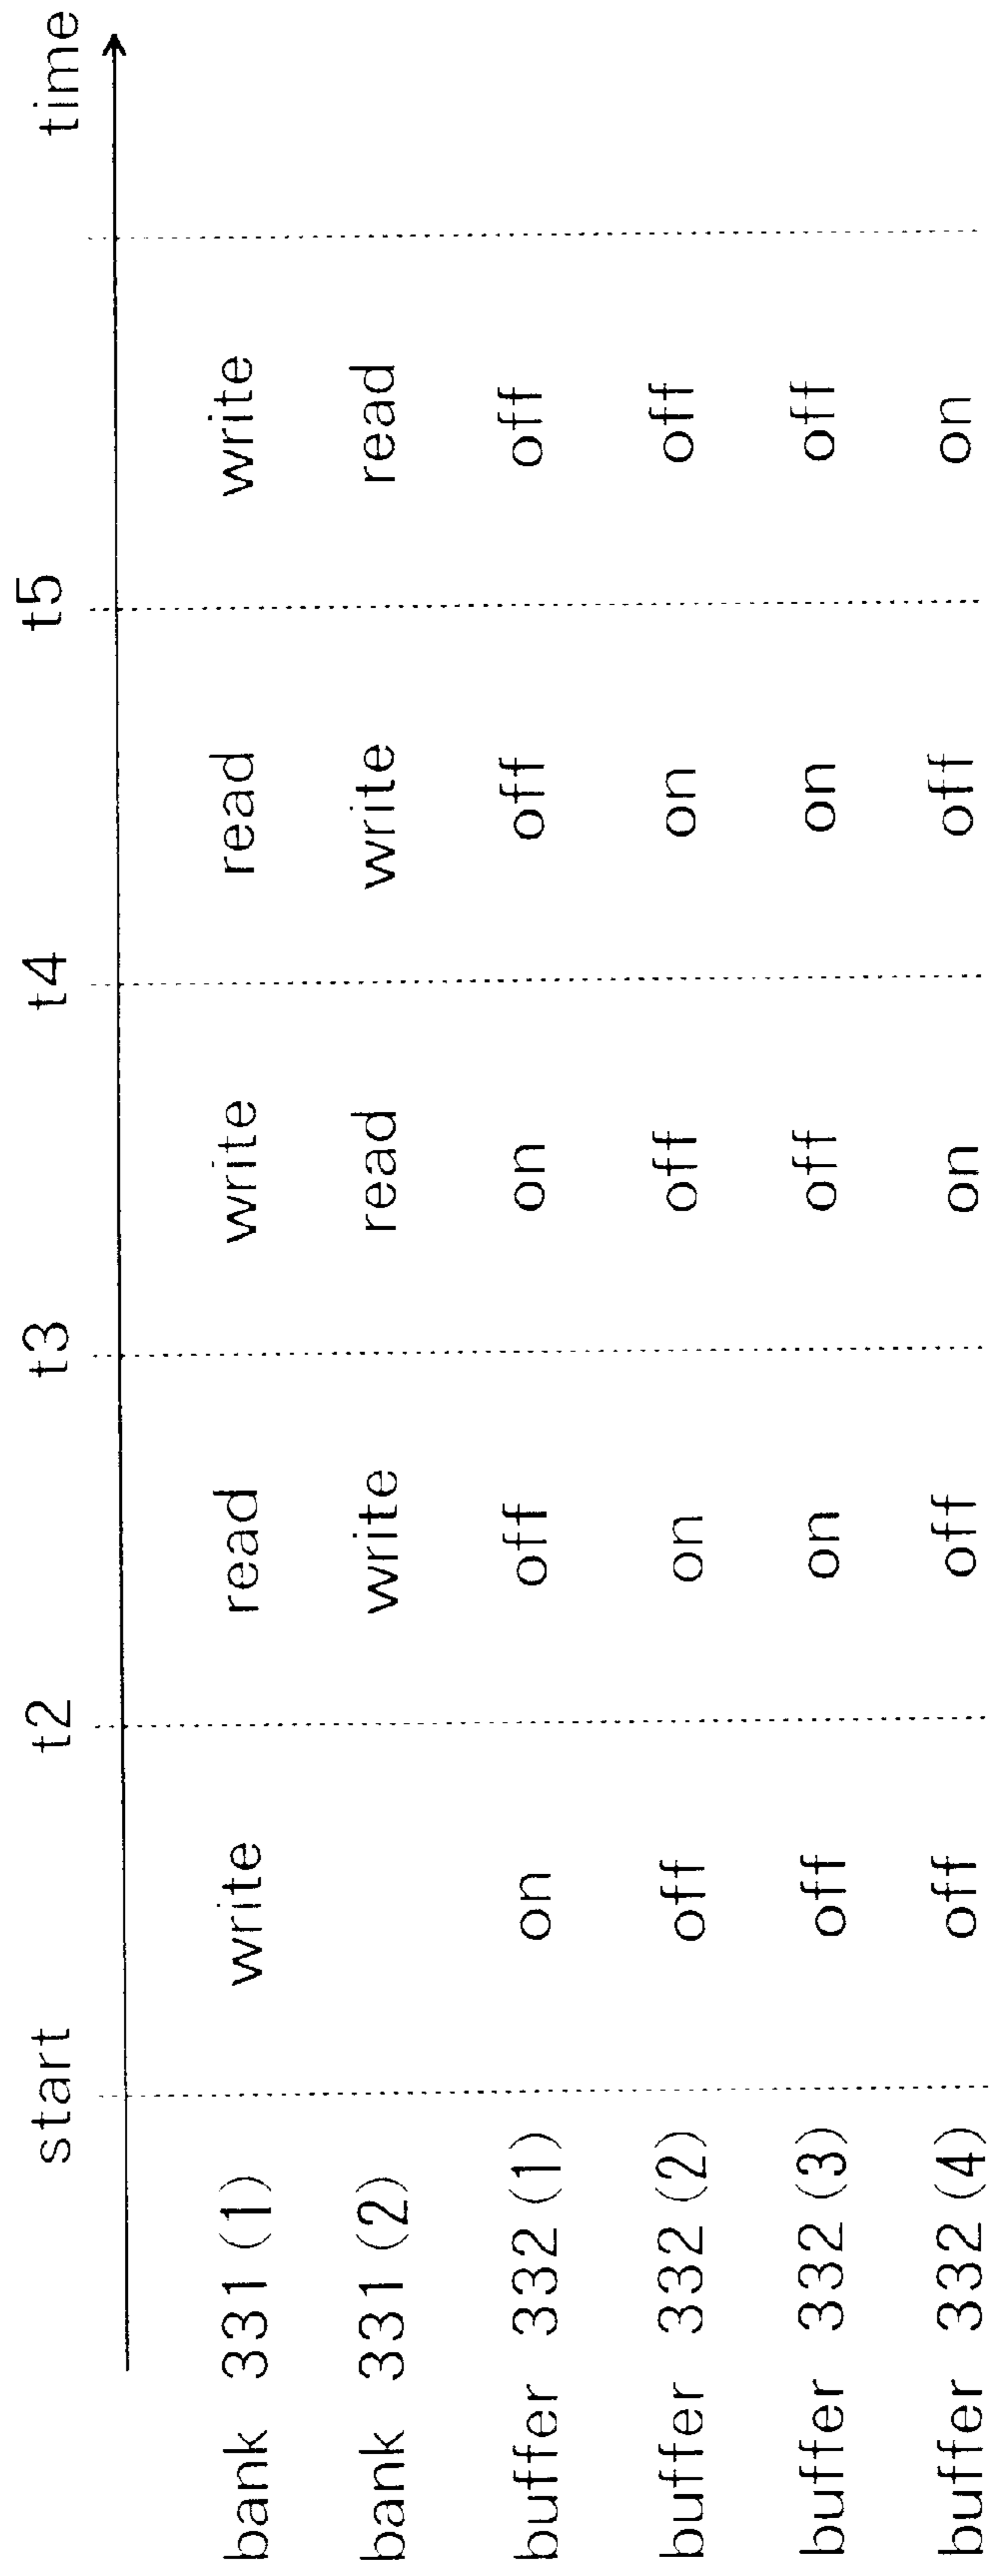 start t2 t3 t4 t5 time
bank 331 (1) write read write read write
bank 331 (2) write read write read
buffer 332 (1) on off on off off
buffer 332 (2) off on off on off
buffer 332 (3) off on off on off
buffer 332 (4) off off on off on